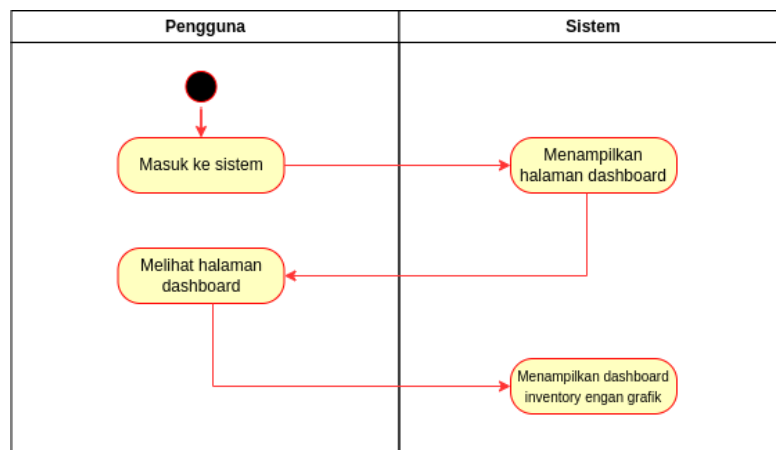 Pengguna
Sistem
Masuk ke sistem
Menampilkan
halaman dashboard
Melihat halaman
dashboard
Menampilkan dashboard
inventory engan grafik